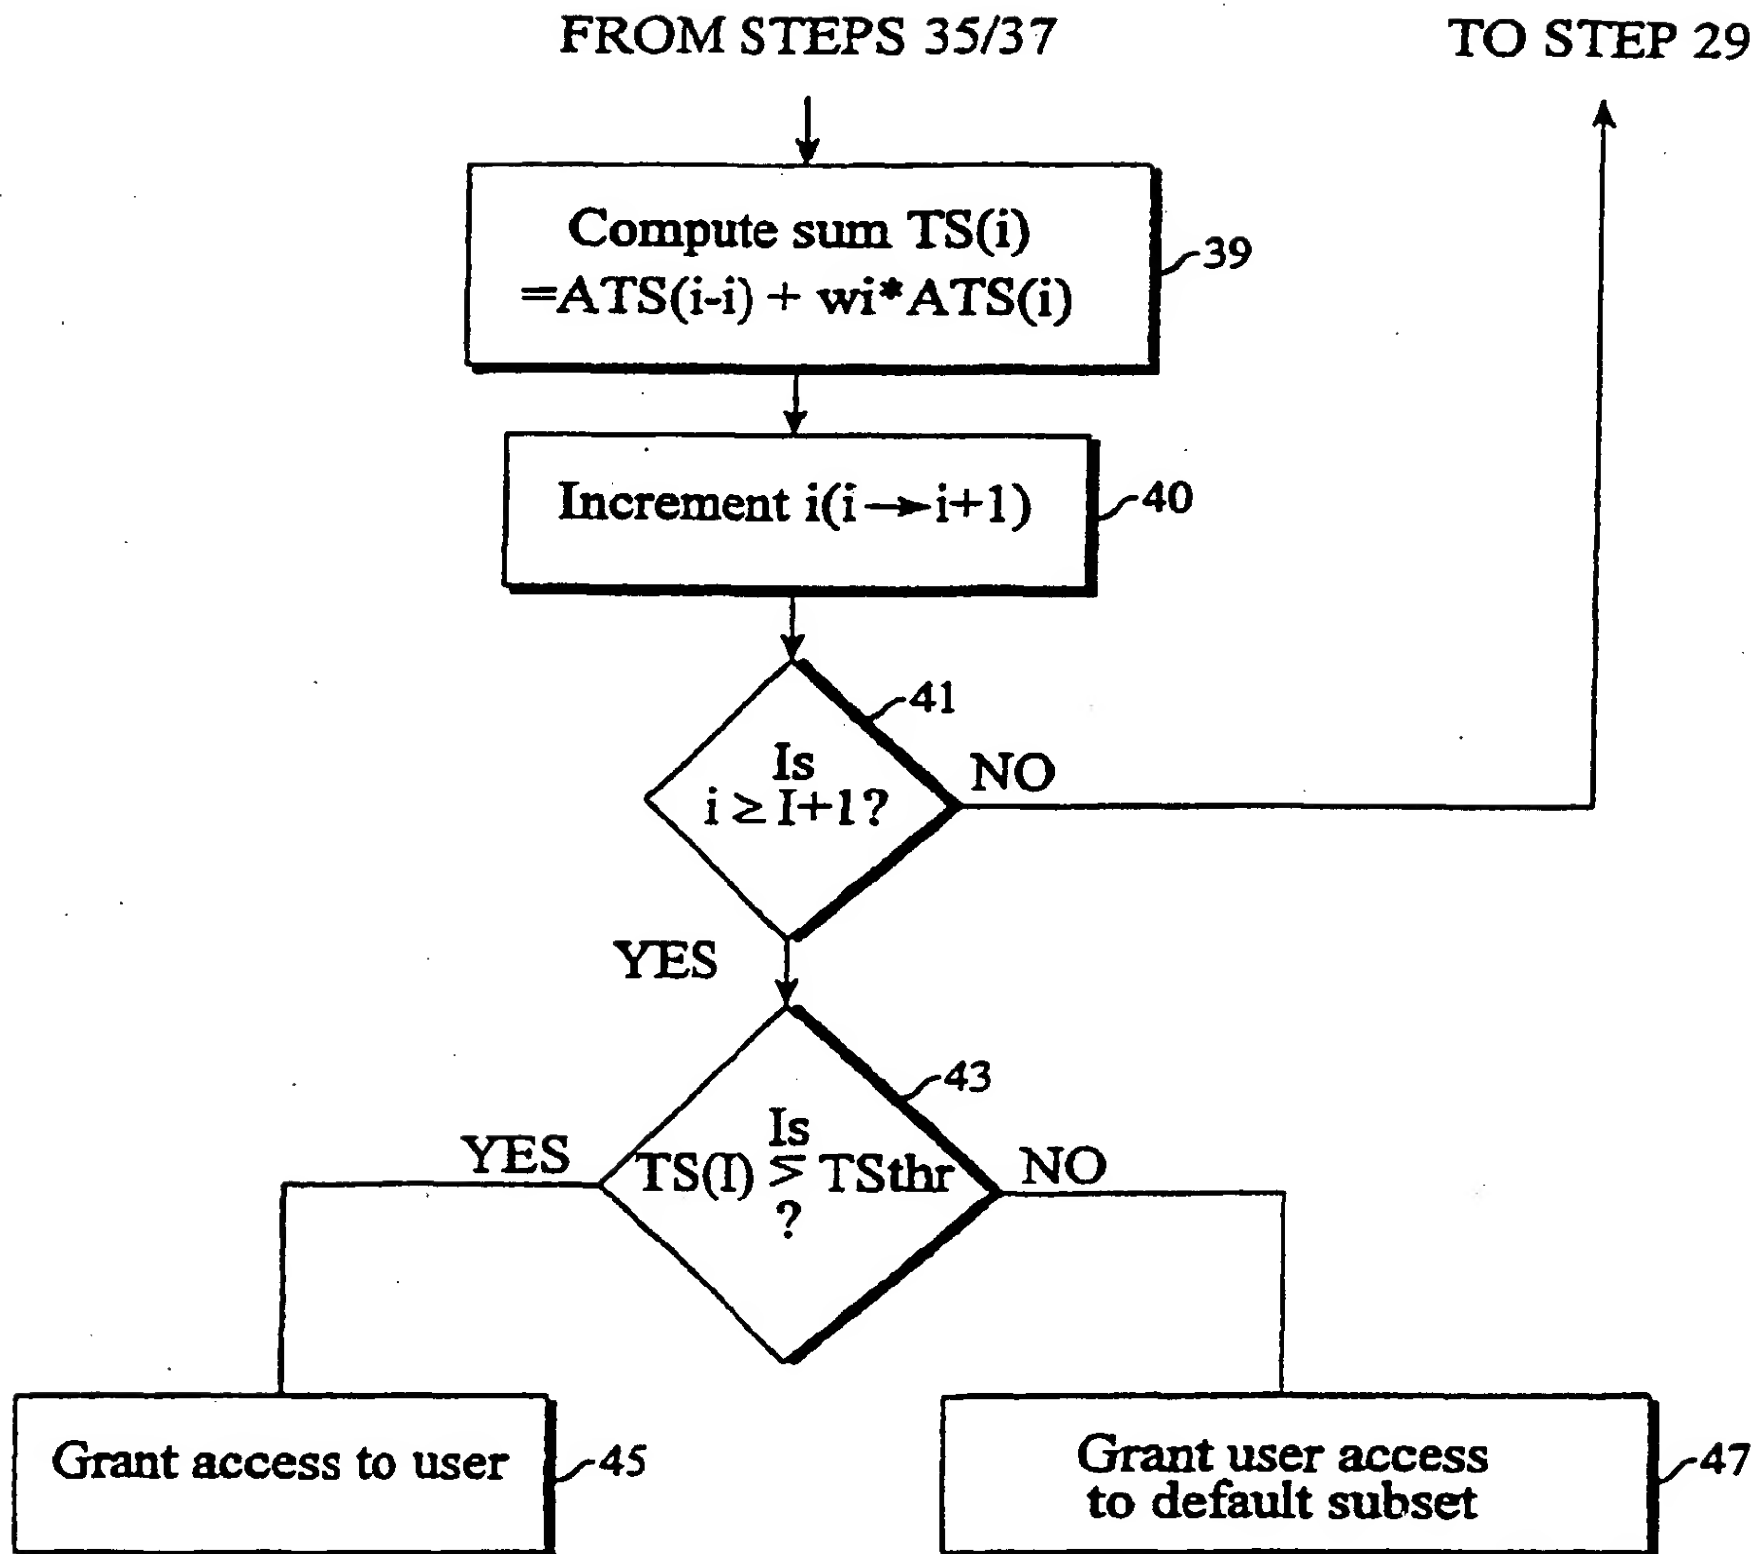 FROM STEPS 35/37
TO STEP 29
Compute sum TS(i)
=ATS(i-i) + wi*ATS(i)
39
Increment i(i→i+1)
40
41
Is
i ≥ I+1?
NO
YES
43
Is
TS(I) ⋝ TSthr
?
YES
NO
Grant access to user
45
Grant user access
to default subset
47